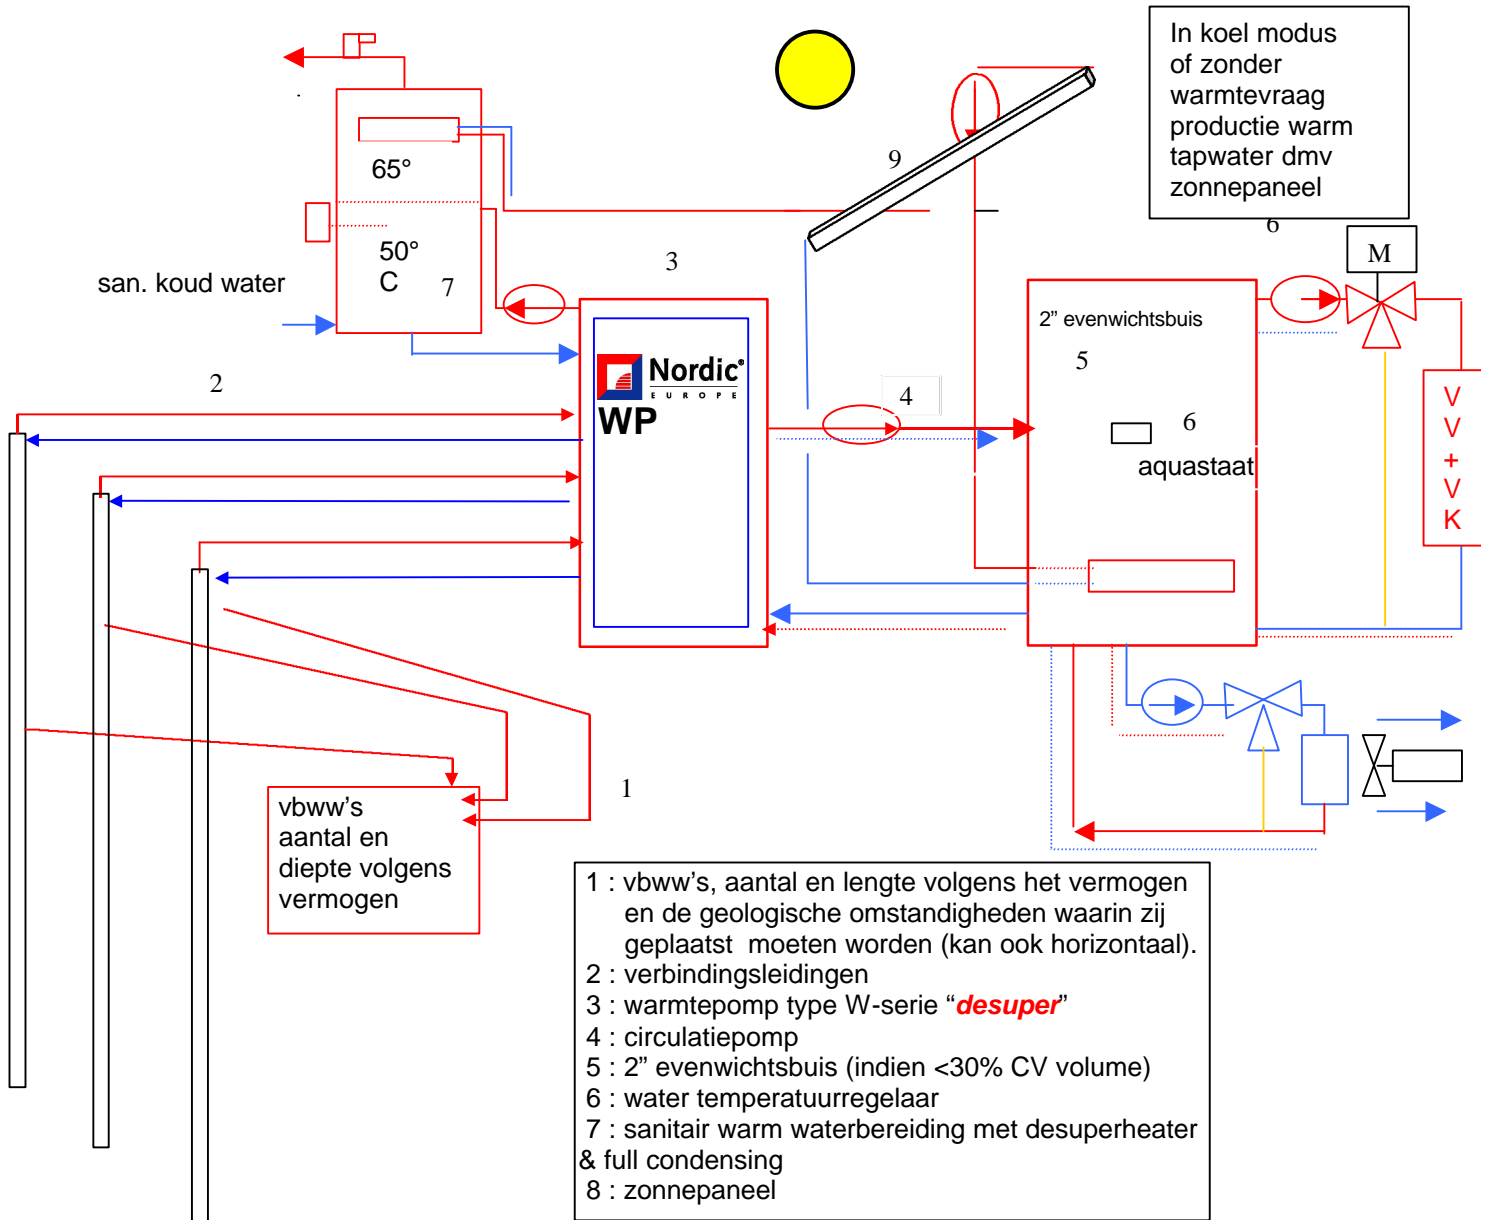 In koel modus
of zonder
warmtevraag
productie warm
tapwater dmv
zonnepaneel
65°
9
50°
C
7
san. koud water
3
6
M
2” evenwichtsbuis
5
Nordic®
EUROPE
WP
2
4
6
aquastaat
V
V
+
V
K
1
vbww's
aantal en
diepte volgens
vermogen
1 : vbww's, aantal en lengte volgens het vermogen
en de geologische omstandigheden waarin zij
geplaatst moeten worden (kan ook horizontaal).
2 : verbindingsleidingen
3 : warmtepomp type W-serie “desuper”
4 : circulatiepomp
5 : 2” evenwichtsbuis (indien <30% CV volume)
6 : water temperatuurregelaar
7 : sanitair warm waterbereiding met desuperheater
& full condensing
8 : zonnepaneel